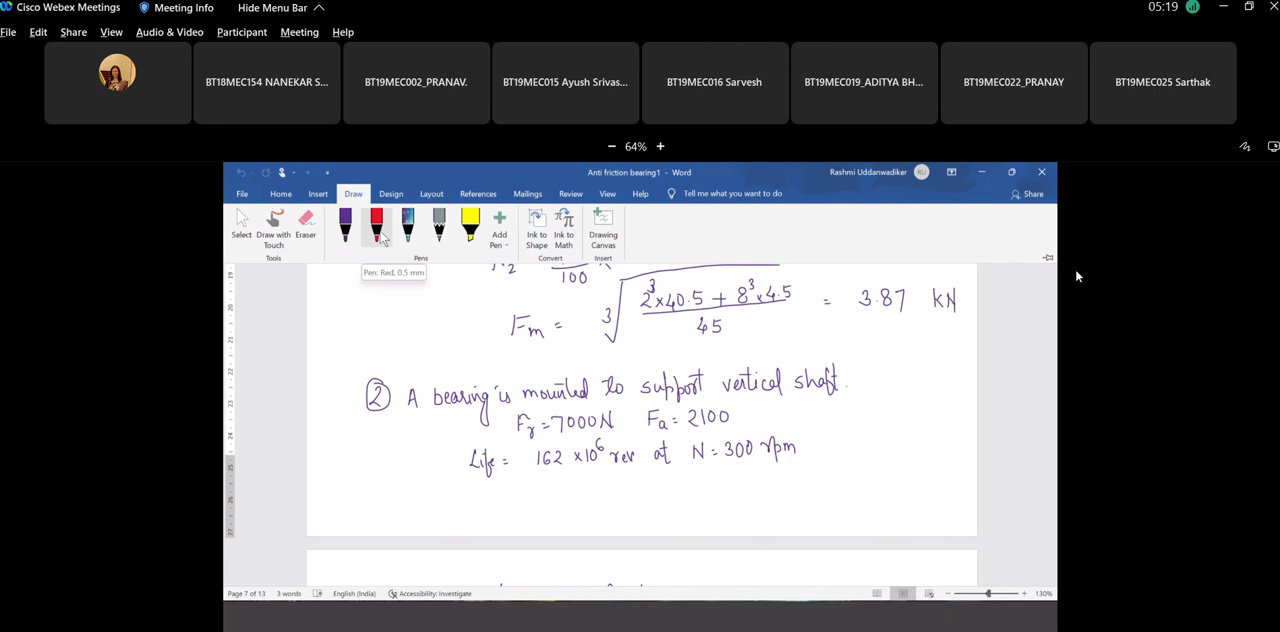 Cisco Webex Meetings Meeting Info Hide Menu Bar 05:19
File Edit Share View Audio & Video Participant Meeting Help
BT18MEC154 NANEKAR S... BT19MEC002_PRANAV. BT19MEC015 Ayush Srivas... BT19MEC016 Sarvesh BT19MEC019_ADITYA BH... BT19MEC022_PRANAY BT19MEC025 Sarthak
− 64% +
Anti friction bearing1 - Word Rashmi Uddanwadiker RU
File Home Insert Draw Design Layout References Mailings Review View Help Tell me what you want to do Share
Select Draw with Touch Eraser Add Pen Ink to Shape Ink to Math Drawing Canvas
Tools Pens Convert Insert
Pen: Red, 0.5 mm
100
Fm = ∛((2³×40.5 + 8³×4.5)/45) = 3.87 kN
② A bearing is mounted to support vertical shaft.
Fr = 7000N Fa = 2100
Life = 162 ×10⁶ rev at N = 300 rpm
Page 7 of 13 3 words English (India) Accessibility: Investigate 130%